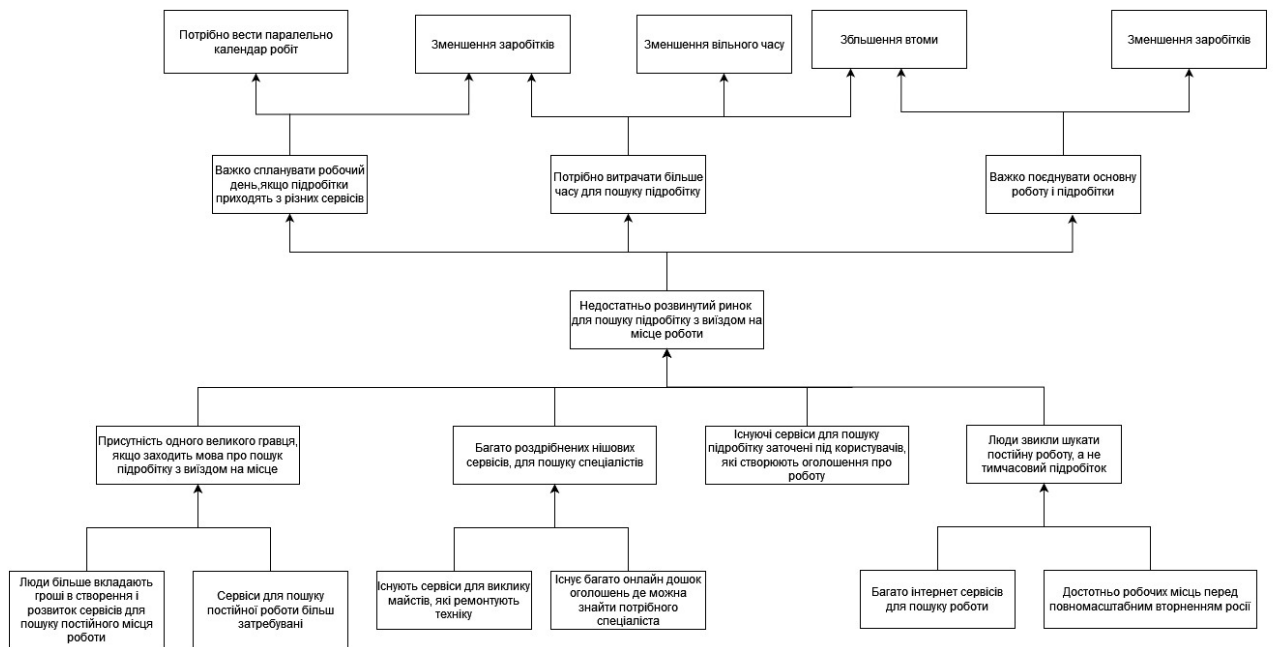 Потрібно вести паралельно
календар робіт
Зменшення заробітків
Зменшення вільного часу
Збльшення втоми
Зменшення заробітків
Важко спланувати робочий
день,якщо підробітки
приходять з різних сервісів
Потрібно витрачати більше
часу для пошуку підробітку
Важко поєднувати основну
роботу і підробітки
Недостатньо розвинутий ринок
для пошуку підробітку з виїздом на
місце роботи
Присутність одного великого гравця,
якщо заходить мова про пошук
підробітку з виїздом на місце
Багато роздрібнених нішових
сервісів, для пошуку спеціалістів
Існуючі сервіси для пошуку
підробітку заточені під користувачів,
які створюють оголошення про
роботу
Люди звикли шукати
постійну роботу, а не
тимчасовий підробіток
Люди більше вкладають
гроші в створення і
розвиток сервісів для
пошуку постійного місця
роботи
Сервіси для пошуку
постійної роботи більш
затребувані
Існують сервіси для виклику
майстів, які ремонтують
техніку
Існує багато онлайн дошок
оголошень де можна
знайти потрібного
спеціаліста
Багато інтернет сервісів
для пошуку роботи
Достотньо робочих місць перед
повномасштабним вторненням росії